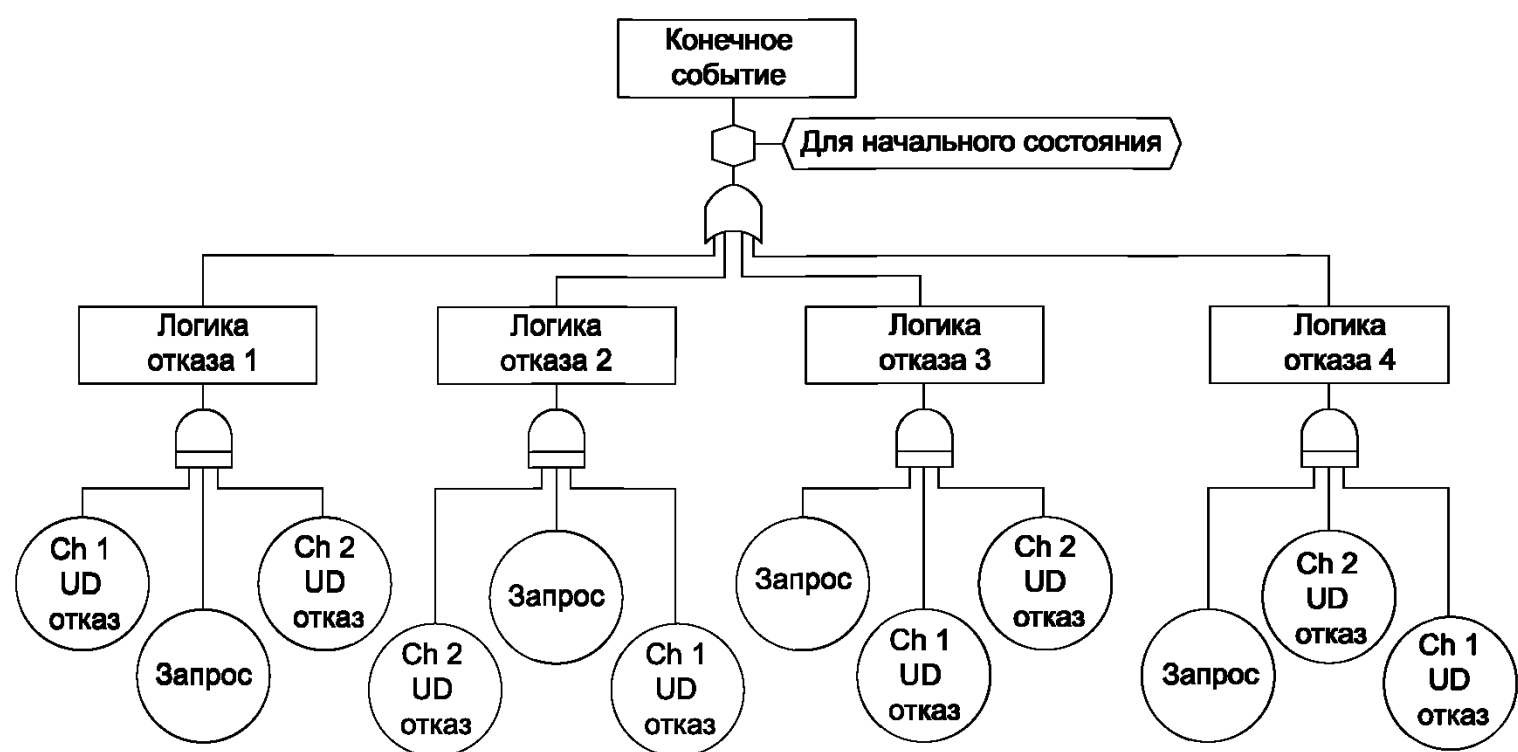 Конечное
событие
Для начального состояния
Логика
отказа 1
Логика
отказа 2
Логика
отказа 3
Логика
отказа 4
Ch 1
UD
отказ
Запрос
Ch 2
UD
отказ
Ch 2
UD
отказ
Запрос
Ch 1
UD
отказ
Запрос
Ch 1
UD
отказ
Ch 2
UD
отказ
Запрос
Ch 2
UD
отказ
Ch 1
UD
отказ